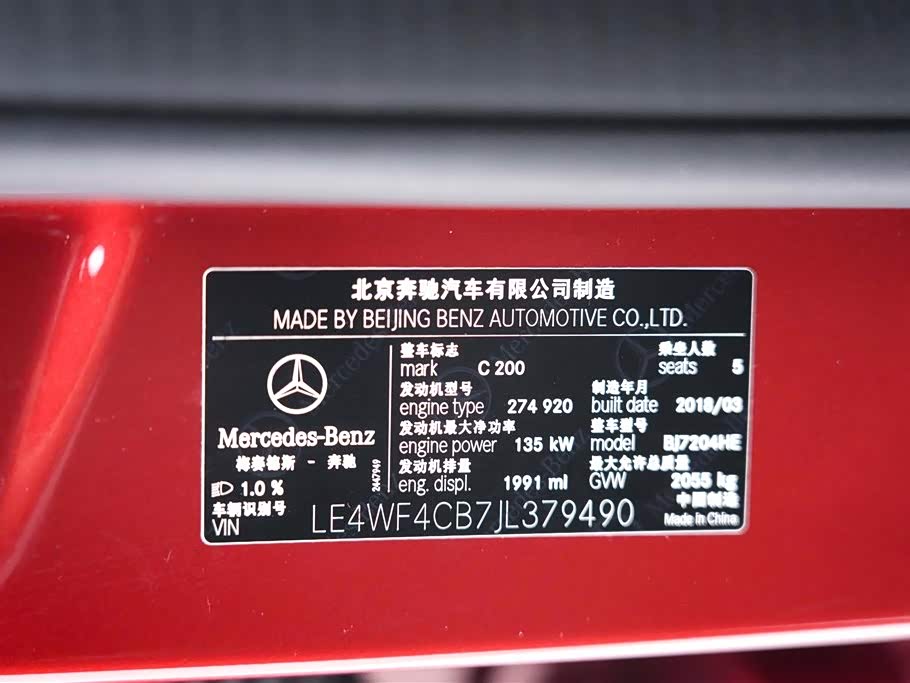 北京奔驰汽车有限公司制造
MADE BY BEIJING BENZ AUTOMOTIVE CO.,LTD.
Mercedes-Benz
梅赛德斯 - 奔驰
1.0 %
2447949
整车标志 乘坐人数
mark C 200 seats 5
发动机型号 制造年月
engine type 274 920 built date 2018/03
发动机最大净功率 整车型号
engine power 135 kW model BJ7204HE
发动机排量 最大允许总质量
eng. displ. 1991 ml GVW 2055 kg
车辆识别号 中国制造
VIN LE4WF4CB7JL379490 Made in China